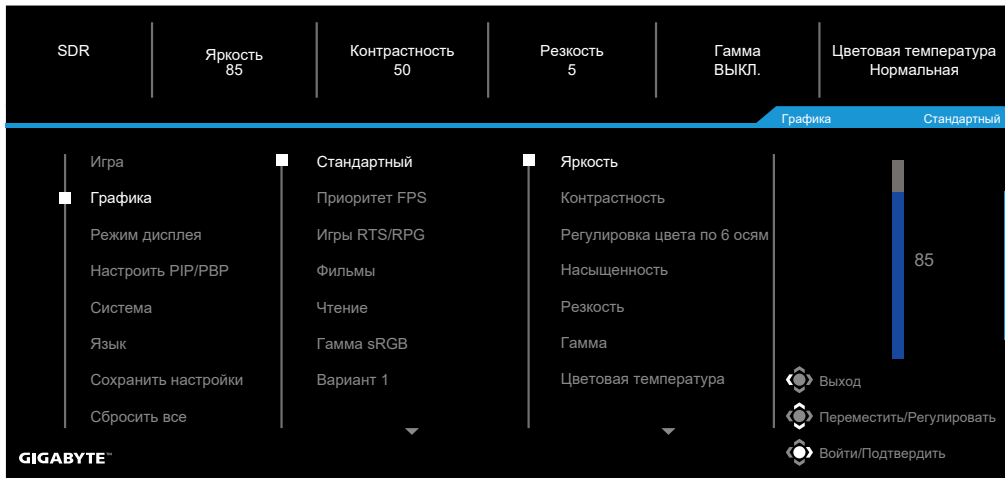 SDR
Яркость
85
Контрастность
50
Резкость
5
Гамма
ВЫКЛ.
Цветовая температура
Нормальная
Графика
Стандартный
Игра
Графика
Режим дисплея
Настроить PIP/PBP
Система
Язык
Сохранить настройки
Сбросить все
Стандартный
Приоритет FPS
Игры RTS/RPG
Фильмы
Чтение
Гамма sRGB
Вариант 1
Яркость
Контрастность
Регулировка цвета по 6 осям
Насыщенность
Резкость
Гамма
Цветовая температура
85
Выход
Переместить/Регулировать
Войти/Подтвердить
GIGABYTE™